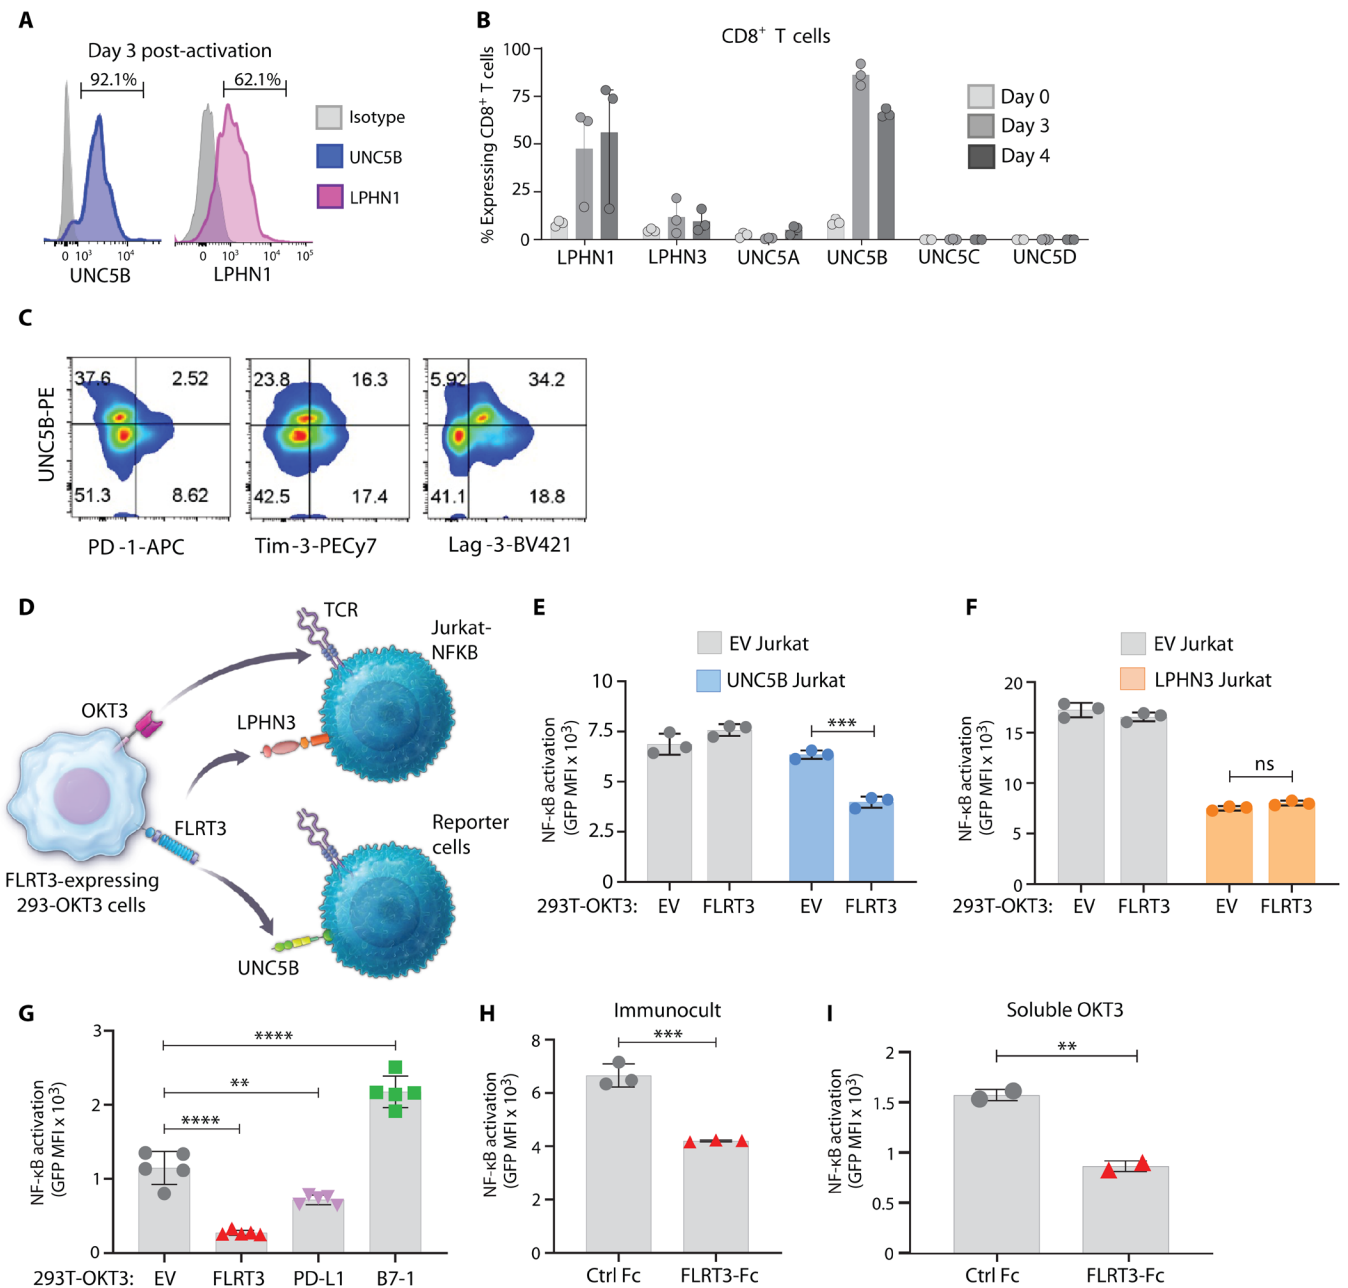 A
Day 3 post-activation
92.1%
62.1%
Isotype
UNC5B
LPHN1
0 10³ 10⁴
0 10³ 10⁴ 10⁵
UNC5B
LPHN1
B
CD8⁺ T cells
% Expressing CD8⁺ T cells
100
75
50
25
0
Day 0
Day 3
Day 4
LPHN1 LPHN3 UNC5A UNC5B UNC5C UNC5D
C
UNC5B-PE
37.6 2.52
51.3 8.62
PD -1-APC
23.8 16.3
42.5 17.4
Tim -3-PECy7
5.92 34.2
41.1 18.8
Lag -3-BV421
D
TCR
Jurkat-
NFKB
OKT3
LPHN3
FLRT3
Reporter
cells
FLRT3-expressing
293-OKT3 cells
UNC5B
E
EV Jurkat
UNC5B Jurkat
NF-κB activation
(GFP MFI x 10³)
10
7.5
5
2.5
0
***
293T-OKT3: EV FLRT3 EV FLRT3
F
EV Jurkat
LPHN3 Jurkat
NF-κB activation
(GFP MFI x 10³)
20
15
10
5
0
ns
293T-OKT3: EV FLRT3 EV FLRT3
G
NF-κB activation
(GFP MFI x 10³)
3
2
1
0
****
**
****
293T-OKT3: EV FLRT3 PD-L1 B7-1
H
Immunocult
NF-κB activation
(GFP MFI x 10³)
8
6
4
2
0
***
Ctrl Fc FLRT3-Fc
I
Soluble OKT3
NF-κB activation
(GFP MFI x 10³)
2
1.5
1
0.5
0
**
Ctrl Fc FLRT3-Fc